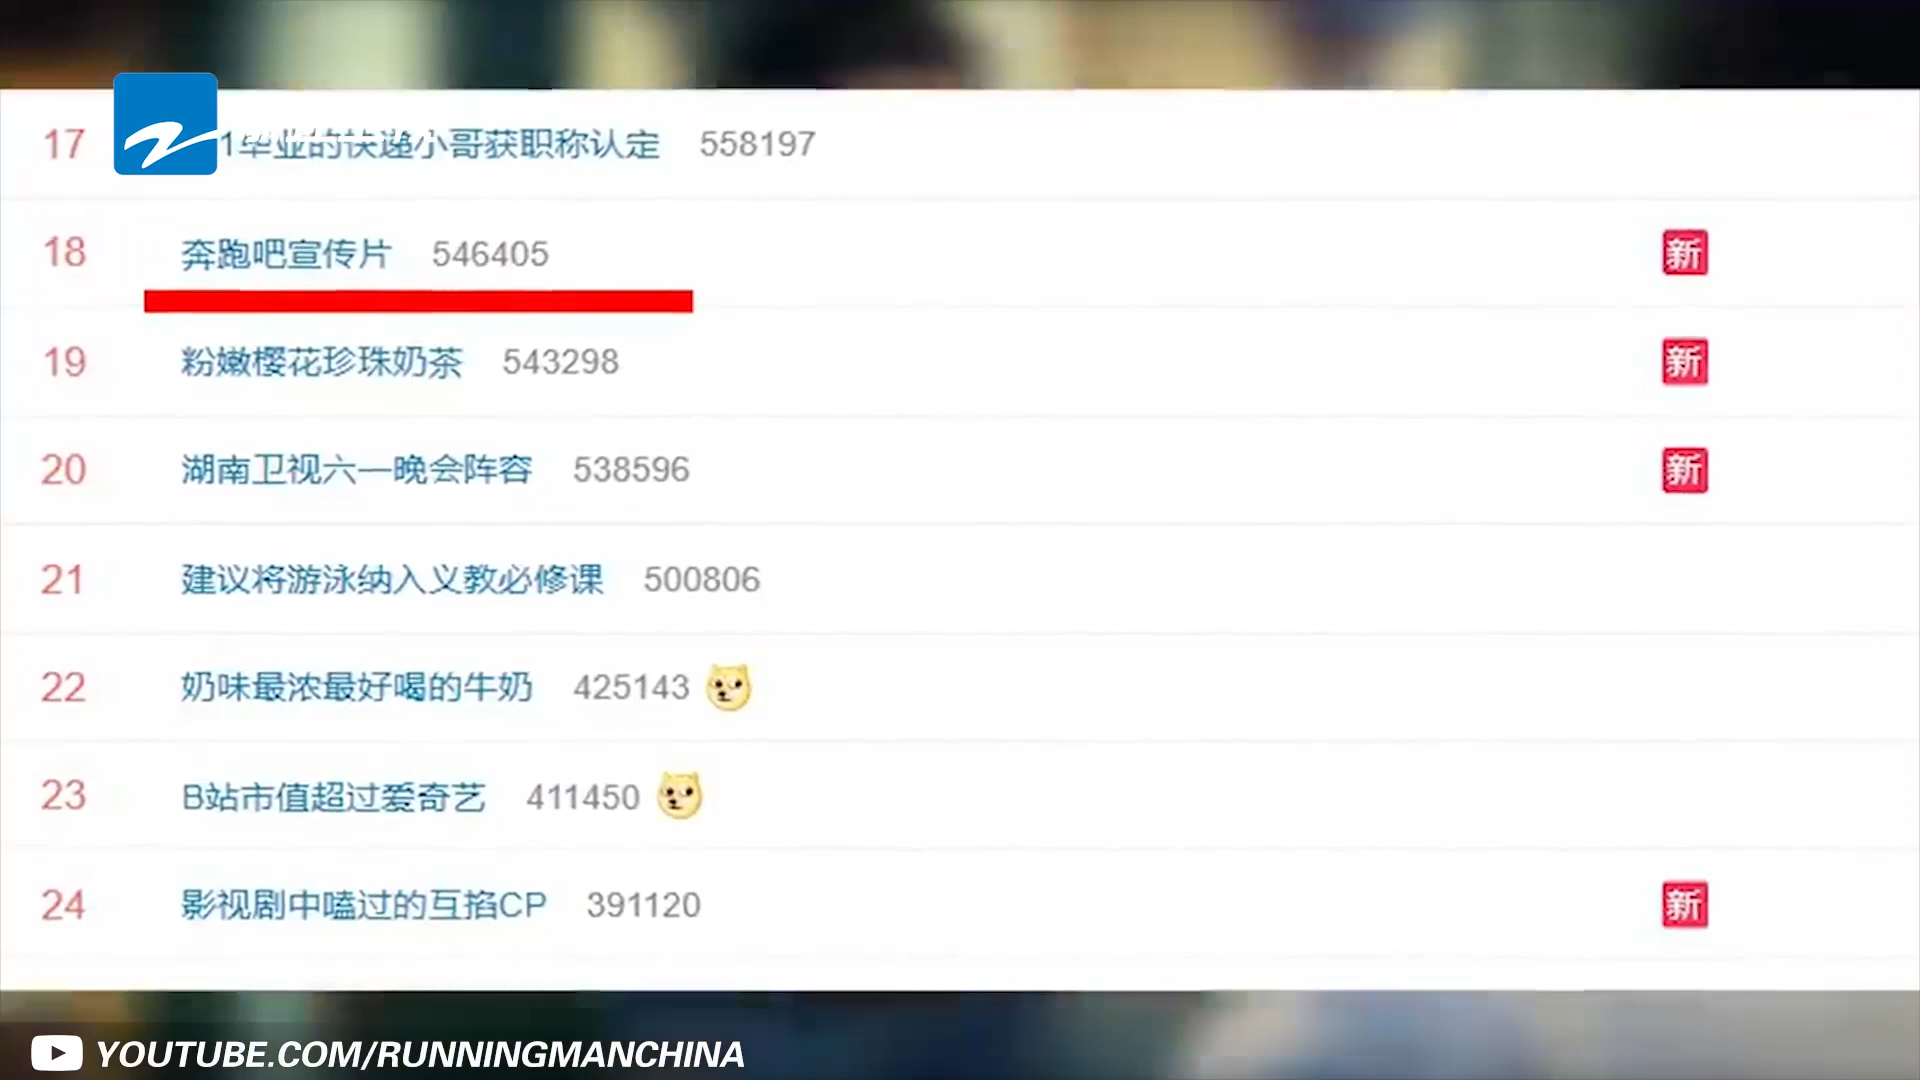 17 的快递小哥获职称认定 558197
18 奔跑吧宣传片 546405 新
19 粉嫩樱花珍珠奶茶 543298 新
20 湖南卫视六一晚会阵容 538596 新
21 建议将游泳纳入义教必修课 500806
22 奶味最浓最好喝的牛奶 425143
23 B站市值超过爱奇艺 411450
24 影视剧中嗑过的互掐CP 391120 新
YOUTUBE.COM/RUNNINGMANCHINA